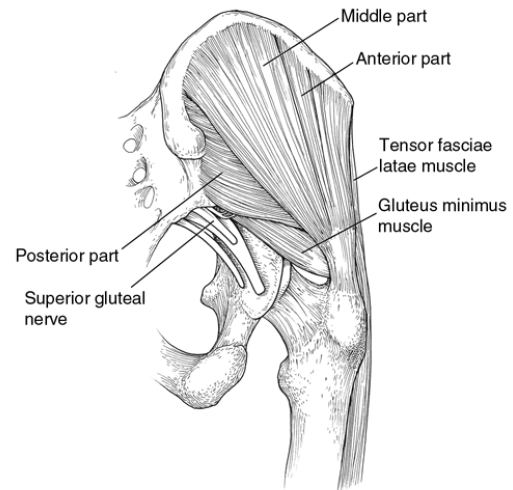 Middle part
Anterior part
Tensor fasciae
latae muscle
Gluteus minimus
muscle
Posterior part
Superior gluteal
nerve